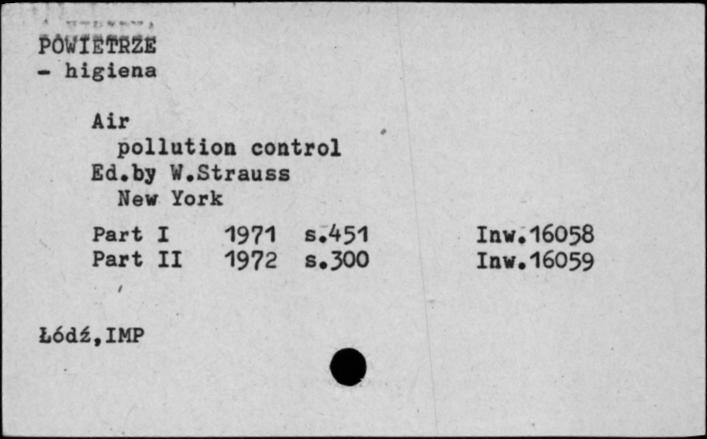 POWIETRZE
- higiena
Air
pollution control
Ed.by W.Strauss
New York
Part I 1971 s.451 Inw.16058
Part II 1972 s.300 Inw.16059
Łódź,IMP